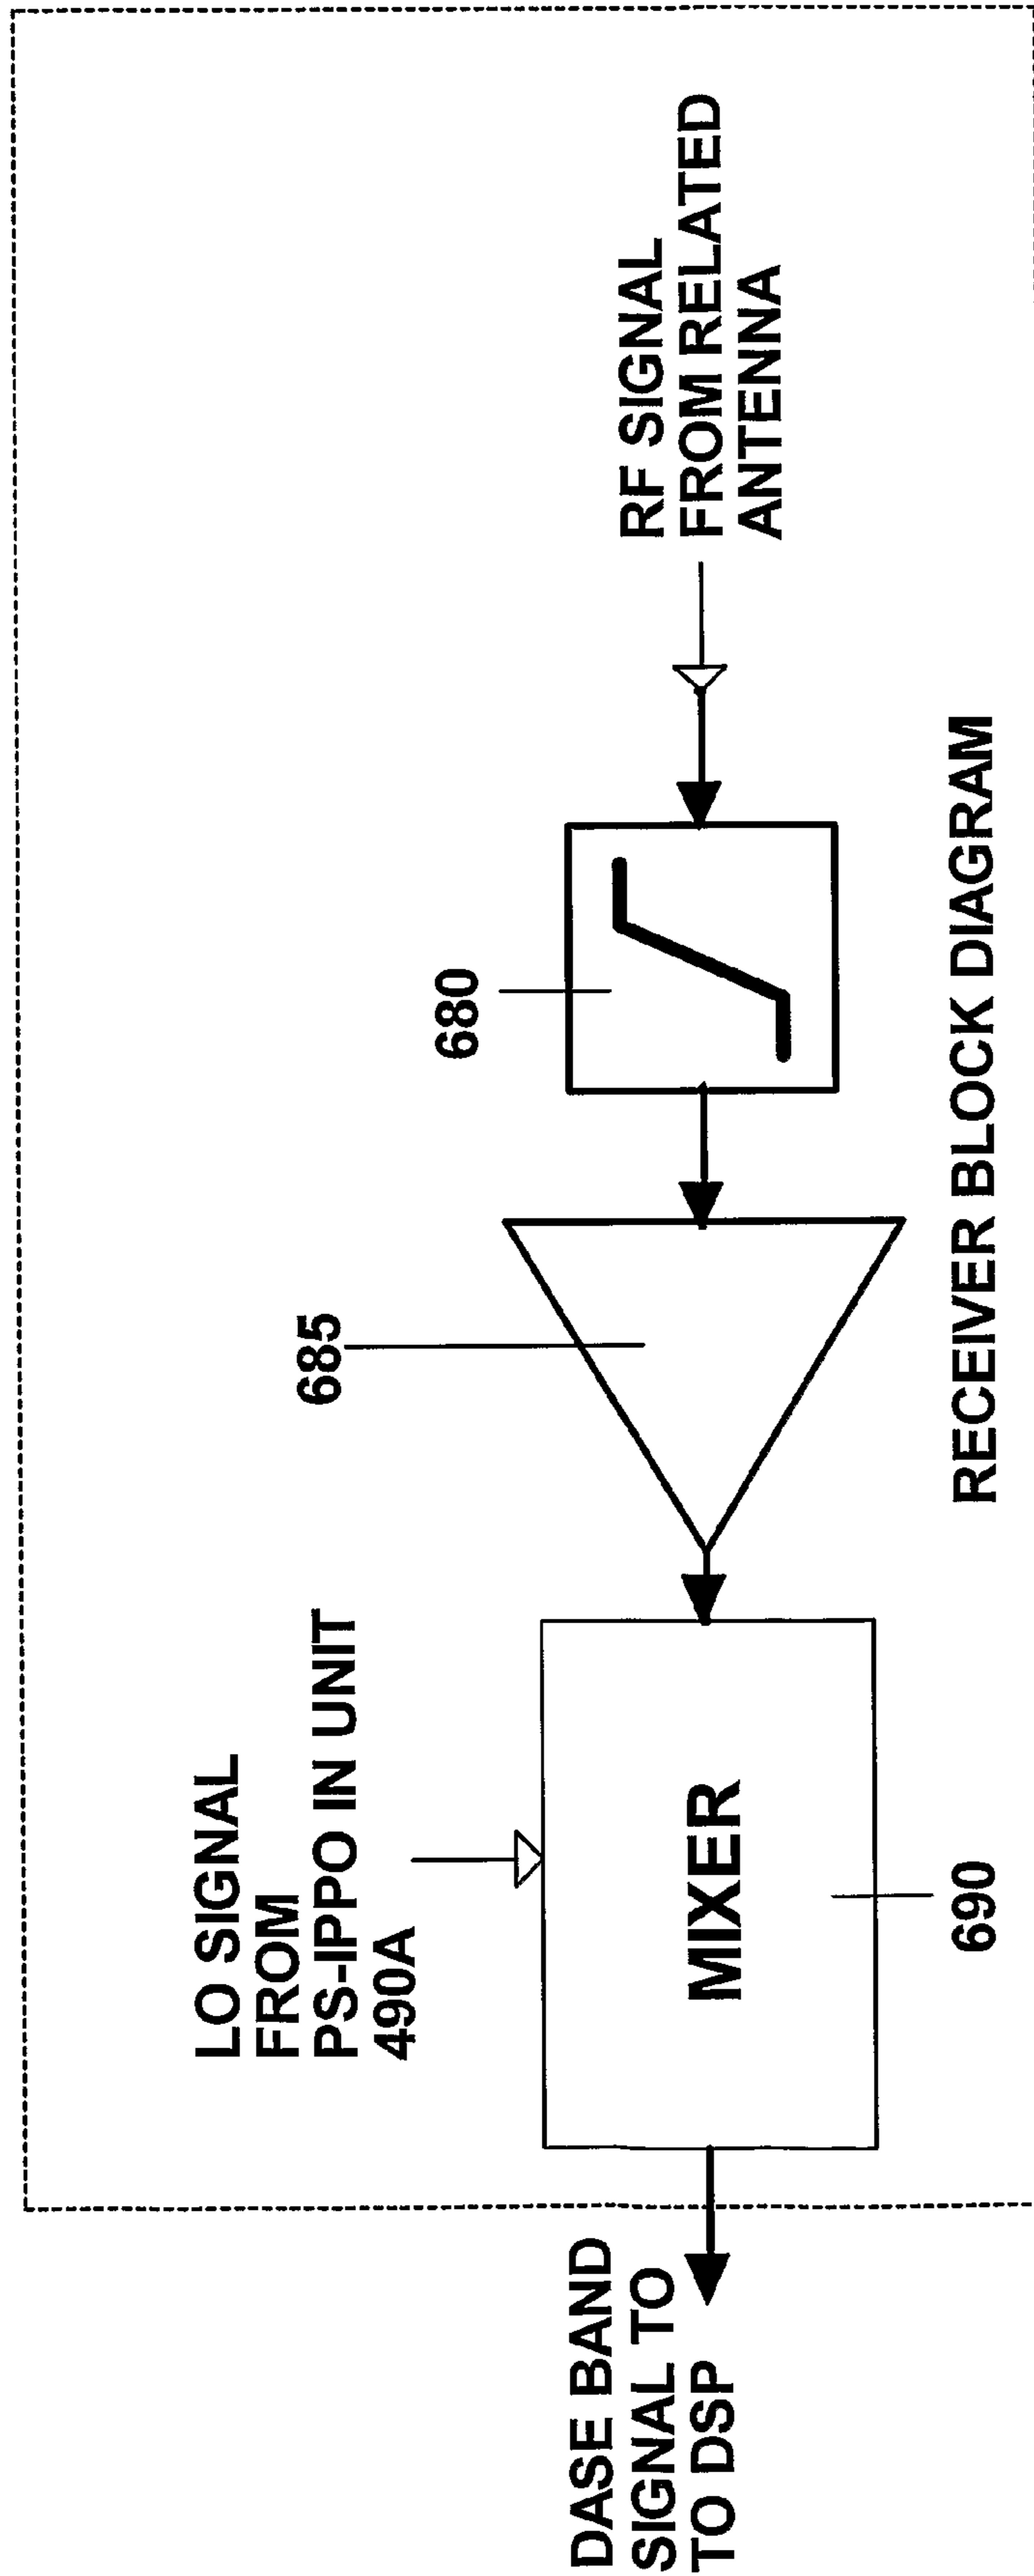 LO SIGNAL
FROM
PS-IPPO IN UNIT
490A
685
680
RF SIGNAL
FROM RELATED
ANTENNA
DASE BAND
SIGNAL TO
TO DSP
MIXER
690
RECEIVER BLOCK DIAGRAM